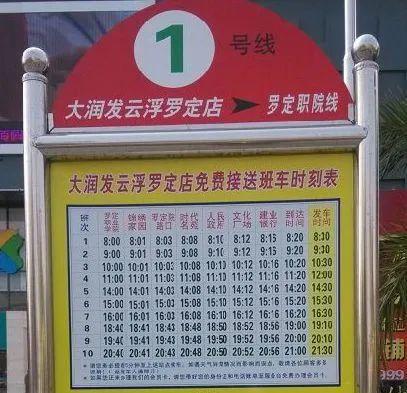 1 号线
大润发云浮罗定店 罗定职院线
大润发云浮罗定店免费接送班车时刻表
班次 罗定职业学院 锦绣家园 罗定院路口 时代名苑 人民政府 文化广场 建业银行 到达时间 发车时间
1 8:00 8:01 8:03 8:08 8:10 8:12 8:16 8:20 8:30
2 9:00 9:01 9:03 9:08 9:10 9:12 9:16 9:20 9:30
3 10:00 10:01 10:03 10:08 10:10 10:12 10:16 10:20 10:30
4 11:00 11:01 11:03 11:08 11:10 11:12 11:16 11:20 12:00
5 14:00 14:01 14:03 14:08 14:10 14:12 14:16 14:20 14:30
6 15:00 15:01 15:03 15:08 15:10 15:12 15:16 15:20 15:30
7 16:00 16:01 16:03 16:08 16:10 16:12 16:16 16:20 16:30
8 18:40 18:41 18:43 18:48 18:50 18:52 18:56 19:00 19:10
9 19:40 19:41 19:43 19:48 19:50 19:52 19:56 20:00 20:10
10 20:40 20:41 20:43 20:48 20:50 20:52 20:56 21:00 21:30
999
铺